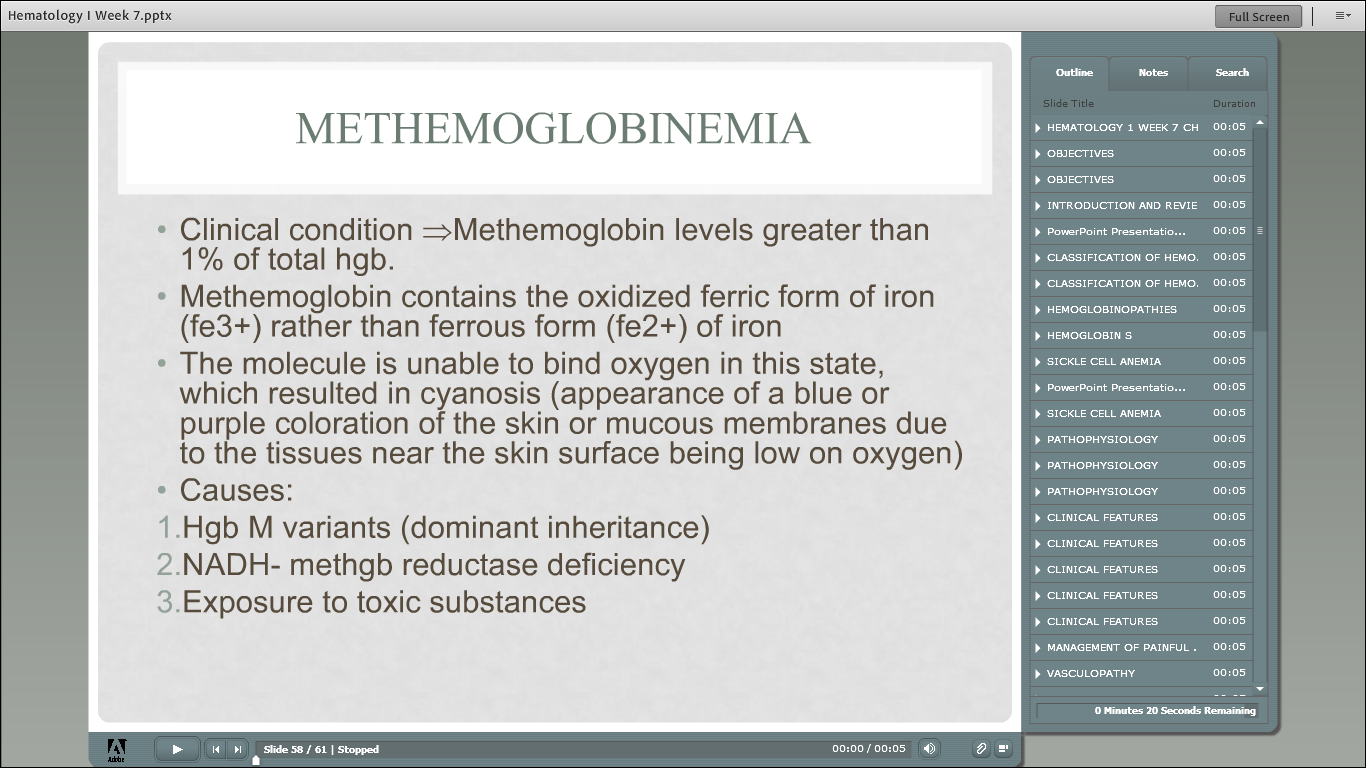 Hematology I Week 7.pptx
Full Screen
METHEMOGLOBINEMIA
• Clinical condition ⇒Methemoglobin levels greater than
1% of total hgb.
• Methemoglobin contains the oxidized ferric form of iron
(fe3+) rather than ferrous form (fe2+) of iron
• The molecule is unable to bind oxygen in this state,
which resulted in cyanosis (appearance of a blue or
purple coloration of the skin or mucous membranes due
to the tissues near the skin surface being low on oxygen)
• Causes:
1.Hgb M variants (dominant inheritance)
2.NADH- methgb reductase deficiency
3.Exposure to toxic substances
Outline Notes Search
Slide Title Duration
HEMATOLOGY 1 WEEK 7 CH 00:05
OBJECTIVES 00:05
OBJECTIVES 00:05
INTRODUCTION AND REVIE 00:05
PowerPoint Presentatio... 00:05
CLASSIFICATION OF HEMO. 00:05
CLASSIFICATION OF HEMO. 00:05
HEMOGLOBINOPATHIES 00:05
HEMOGLOBIN S 00:05
SICKLE CELL ANEMIA 00:05
PowerPoint Presentatio... 00:05
SICKLE CELL ANEMIA 00:05
PATHOPHYSIOLOGY 00:05
PATHOPHYSIOLOGY 00:05
PATHOPHYSIOLOGY 00:05
CLINICAL FEATURES 00:05
CLINICAL FEATURES 00:05
CLINICAL FEATURES 00:05
CLINICAL FEATURES 00:05
CLINICAL FEATURES 00:05
MANAGEMENT OF PAINFUL . 00:05
VASCULOPATHY 00:05
0 Minutes 20 Seconds Remaining
Adobe
Slide 58 / 61 | Stopped
00:00 / 00:05